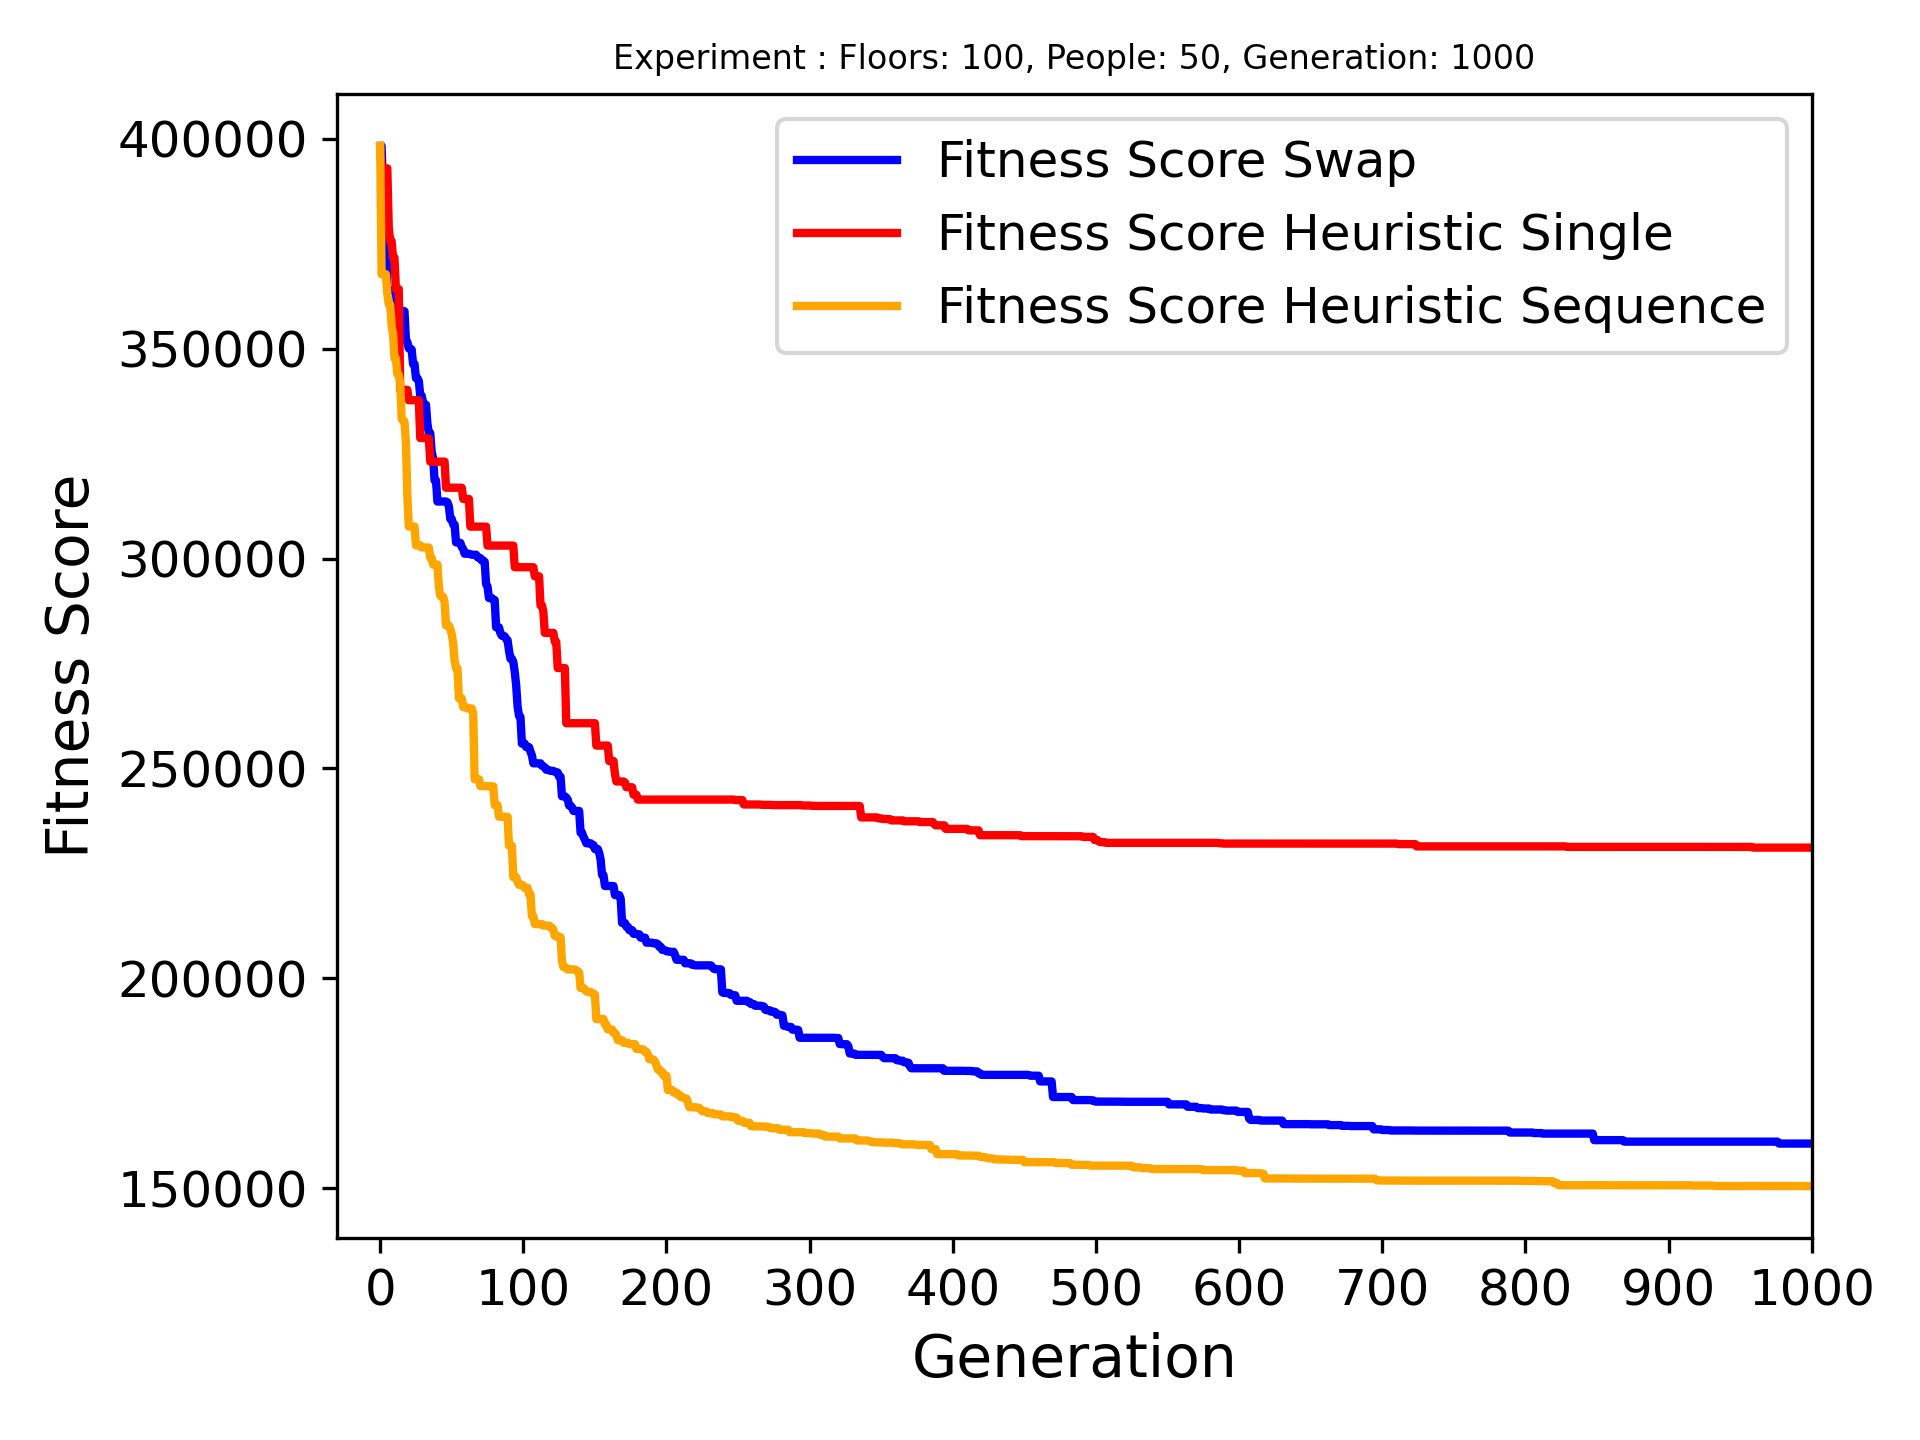 Experiment : Floors: 100, People: 50, Generation: 1000
Fitness Score Swap
Fitness Score Heuristic Single
Fitness Score Heuristic Sequence
Fitness Score
400000
350000
300000
250000
200000
150000
0 100 200 300 400 500 600 700 800 900 1000
Generation